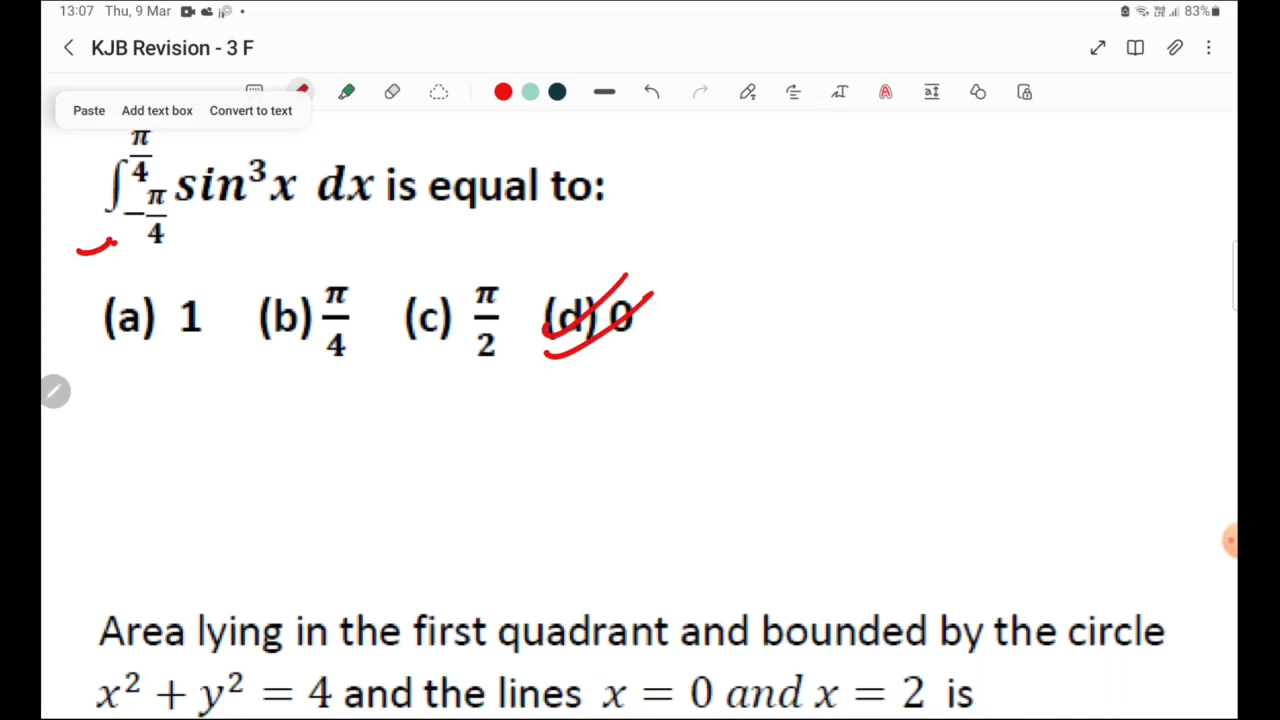 13:07 Thu, 9 Mar
83%
KJB Revision - 3 F
Paste Add text box Convert to text
∫_{-π/4}^{π/4} sin³x dx is equal to:
(a) 1 (b) π/4 (c) π/2 (d) 0
Area lying in the first quadrant and bounded by the circle
x² + y² = 4 and the lines x = 0 and x = 2 is